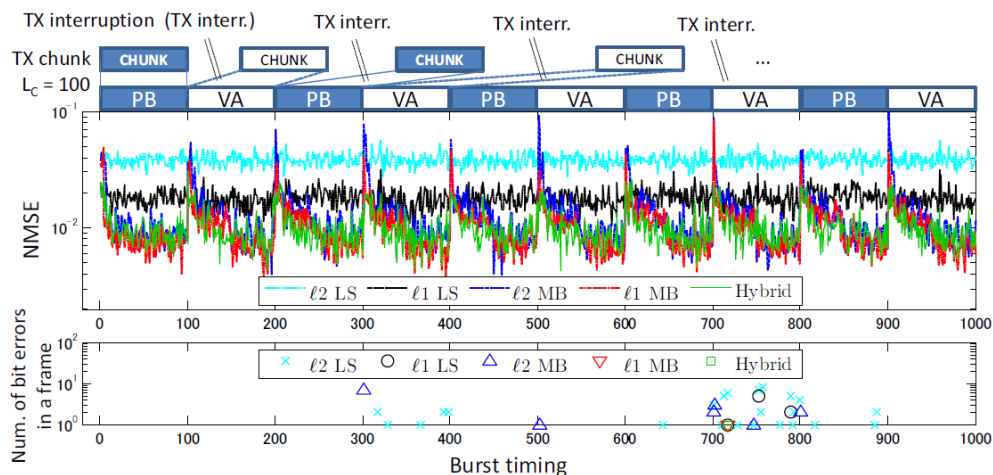 TX interruption (TX interr.) TX interr. TX interr. TX interr.
TX chunk CHUNK CHUNK CHUNK CHUNK ...
L_C = 100
PB VA PB VA PB VA PB VA PB VA
NMSE
10^-1
10^-2
ℓ2 LS ℓ1 LS ℓ2 MB ℓ1 MB Hybrid
0 100 200 300 400 500 600 700 800 900 1000
Num. of bit errors
in a frame
10^2
10^1
10^0
ℓ2 LS ℓ1 LS ℓ2 MB ℓ1 MB Hybrid
0 100 200 300 400 500 600 700 800 900 1000
Burst timing